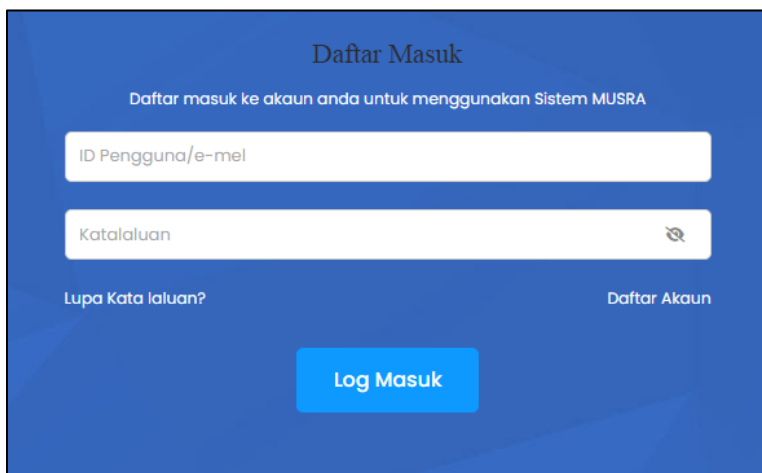 Daftar Masuk
Daftar masuk ke akaun anda untuk menggunakan Sistem MUSRA
ID Pengguna/e-mel
Katalaluan
Lupa Kata laluan? Daftar Akaun
Log Masuk